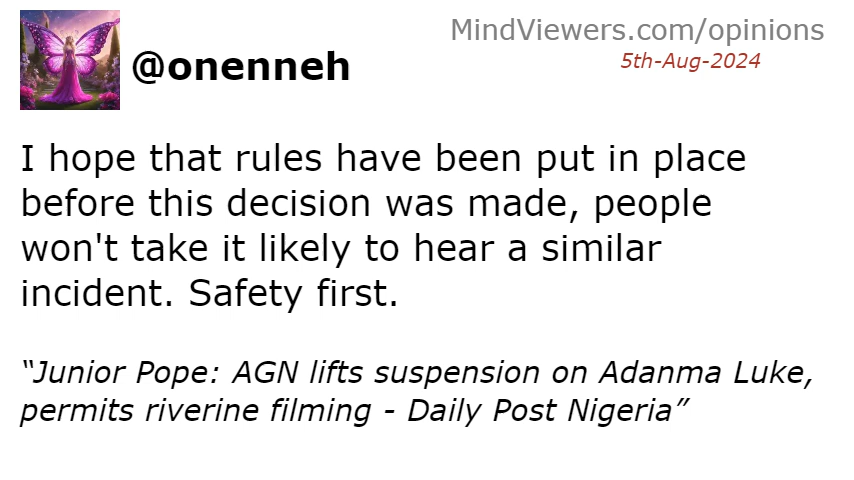 MindViewers.com/opinions
5th-Aug-2024
@onenneh
I hope that rules have been put in place
before this decision was made, people
won't take it likely to hear a similar
incident. Safety first.
“Junior Pope: AGN lifts suspension on Adanma Luke,
permits riverine filming - Daily Post Nigeria”